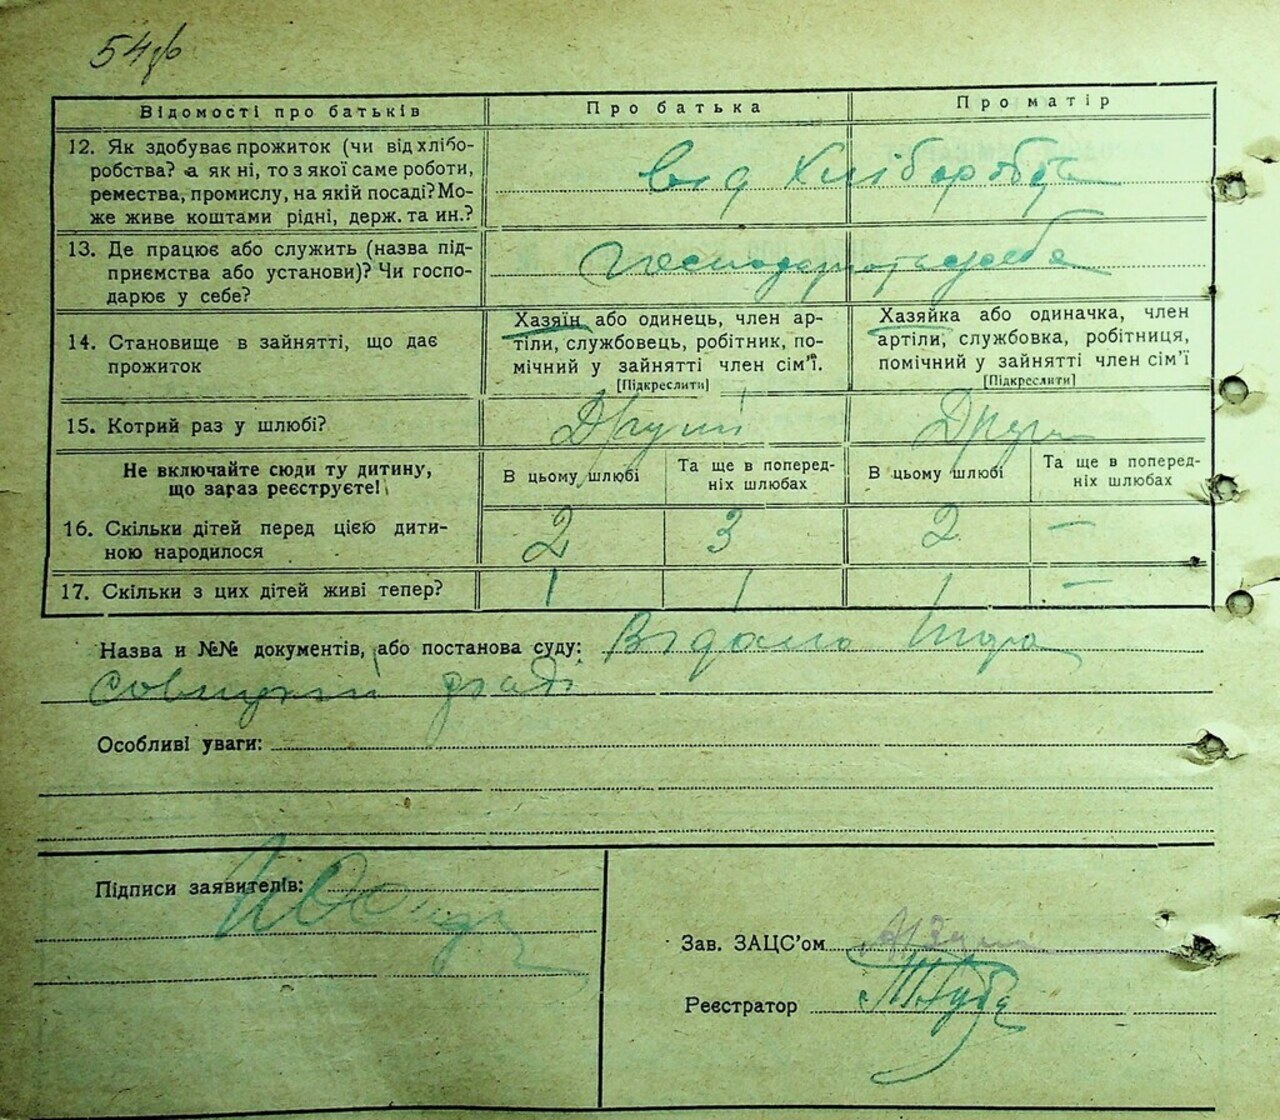 54зв
Відомості про батьків Про батька Про матір
12. Як здобуває прожиток (чи від хлібо-
робства? а як ні, то з якої саме роботи,
ремества, промислу, на якій посаді? Мо-
же живе коштами рідні, держ. та ин.?
від Хліборобст
13. Де працює або служить (назва під-
приємства або установи)? Чи госпо-
дарює у себе?
14. Становище в зайнятті, що дає
прожиток
Хазяїн або одинець, член ар-
тіли, службовець, робітник, по-
мічний у зайнятті член сім'ї.
[Підкреслити]
Хазяйка або одиначка, член
артіли, службовка, робітниця,
помічний у зайнятті член сім'ї
[Підкреслити]
15. Котрий раз у шлюбі? Другий Друга
Не включайте сюди ту дитину,
що зараз реєструєте!
В цьому шлюбі Та ще в поперед-
ніх шлюбах
В цьому шлюбі Та ще в поперед-
ніх шлюбах
16. Скільки дітей перед цією дити-
ною народилося
2 3 2 —
17. Скільки з цих дітей живі тепер? 1 1 1 —
Назва и №№ документів, або постанова суду:
Особливі уваги:
Підписи заявителів:
Зав. ЗАЦС'ом
Реєстратор